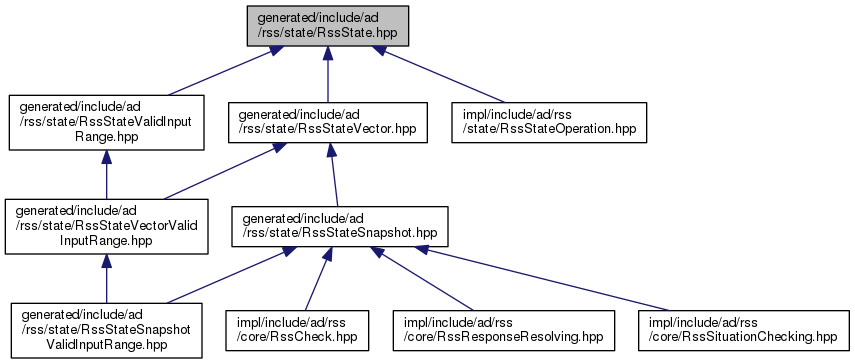 generated/include/ad
/rss/state/RssState.hpp
generated/include/ad
/rss/state/RssStateValidInput
Range.hpp
generated/include/ad
/rss/state/RssStateVector.hpp
impl/include/ad/rss
/state/RssStateOperation.hpp
generated/include/ad
/rss/state/RssStateVectorValid
InputRange.hpp
generated/include/ad
/rss/state/RssStateSnapshot.hpp
generated/include/ad
/rss/state/RssStateSnapshot
ValidInputRange.hpp
impl/include/ad/rss
/core/RssCheck.hpp
impl/include/ad/rss
/core/RssResponseResolving.hpp
impl/include/ad/rss
/core/RssSituationChecking.hpp